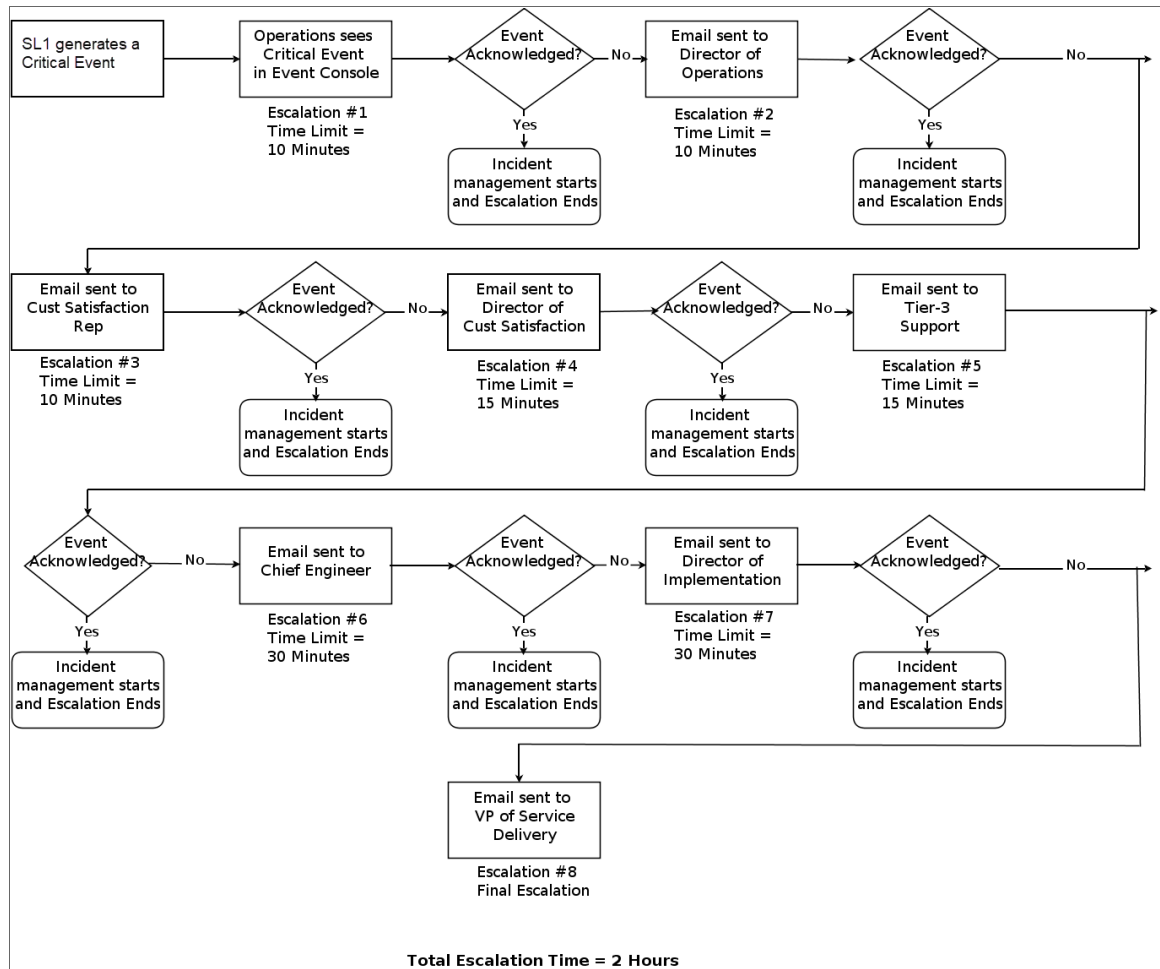 SL1 generates a
Critical Event
Operations sees
Critical Event
in Event Console
Escalation #1
Time Limit =
10 Minutes
Event
Acknowledged?
No
Yes
Incident
management starts
and Escalation Ends
Email sent to
Director of
Operations
Escalation #2
Time Limit =
10 Minutes
Event
Acknowledged?
No
Yes
Incident
management starts
and Escalation Ends
Email sent to
Cust Satisfaction
Rep
Escalation #3
Time Limit =
10 Minutes
Event
Acknowledged?
No
Yes
Incident
management starts
and Escalation Ends
Email sent to
Director of
Cust Satisfaction
Escalation #4
Time Limit =
15 Minutes
Event
Acknowledged?
No
Yes
Incident
management starts
and Escalation Ends
Email sent to
Tier-3
Support
Escalation #5
Time Limit =
15 Minutes
Event
Acknowledged?
No
Yes
Incident
management starts
and Escalation Ends
Email sent to
Chief Engineer
Escalation #6
Time Limit =
30 Minutes
Event
Acknowledged?
No
Yes
Incident
management starts
and Escalation Ends
Email sent to
Director of
Implementation
Escalation #7
Time Limit =
30 Minutes
Event
Acknowledged?
No
Yes
Incident
management starts
and Escalation Ends
Email sent to
VP of Service
Delivery
Escalation #8
Final Escalation
Total Escalation Time = 2 Hours